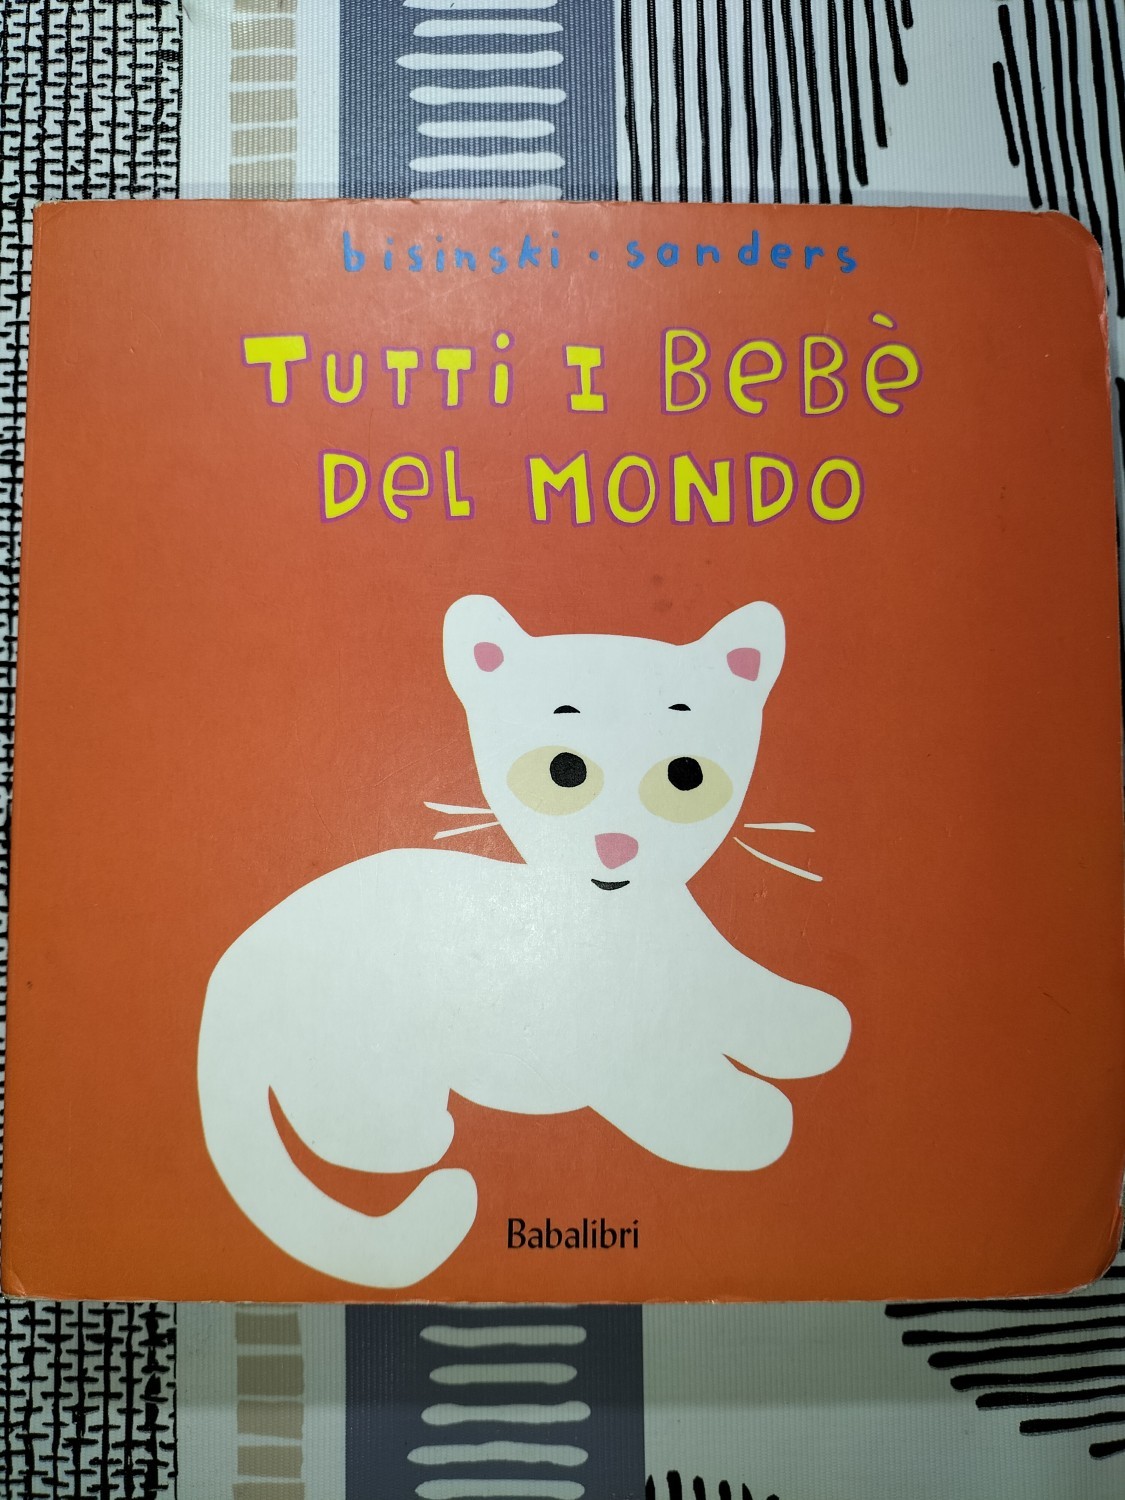 bisinski · sanders
TUTTi I BeBè
Del MONDO
Babalibri